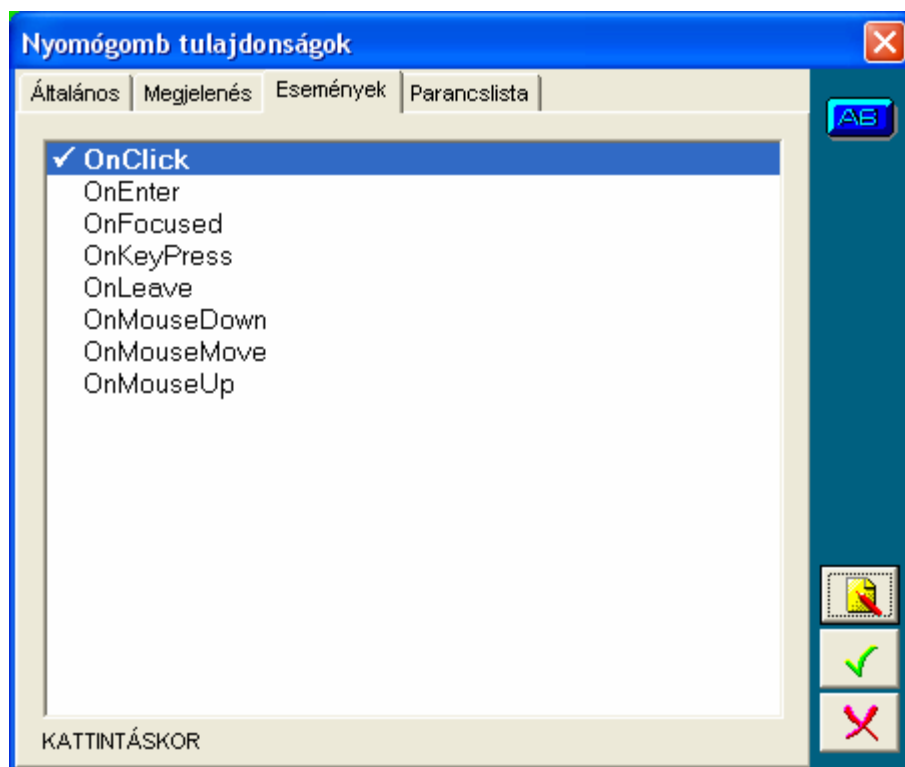 Nyomógomb tulajdonságok
Általános Megjelenés Események Parancslista
AB
✓ OnClick
OnEnter
OnFocused
OnKeyPress
OnLeave
OnMouseDown
OnMouseMove
OnMouseUp
KATTINTÁSKOR